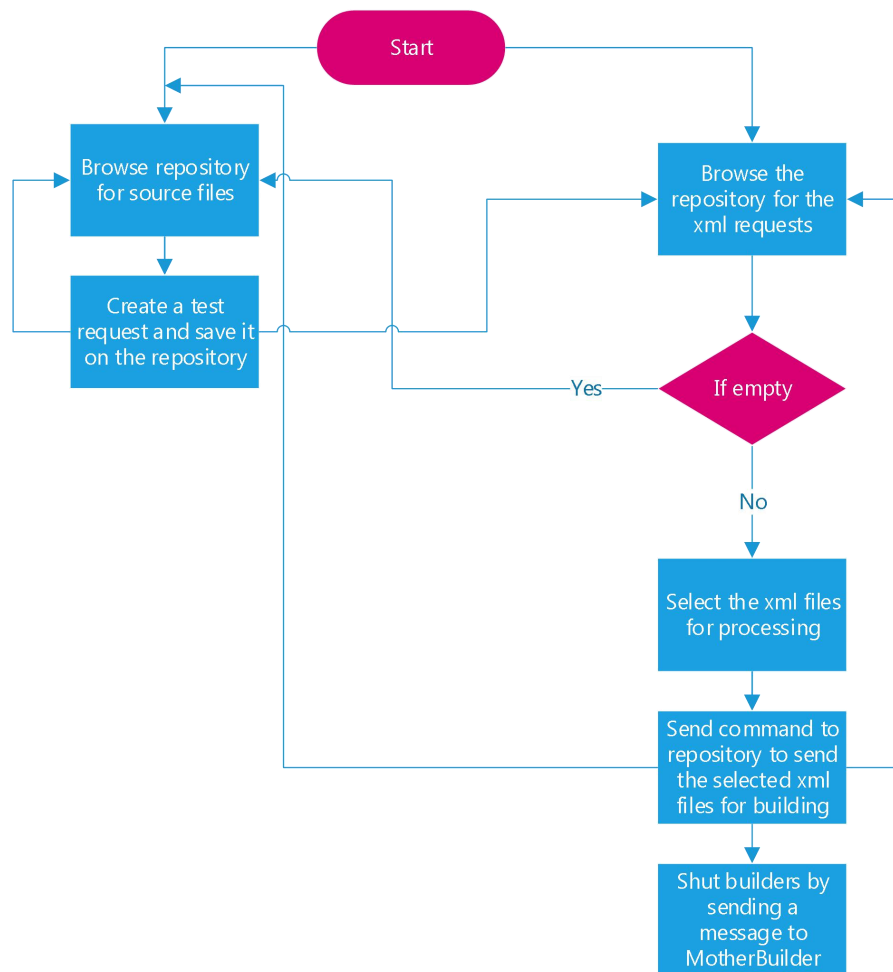 Start
Browse repository
for source files
Browse the
repository for the
xml requests
Create a test
request and save it
on the repository
If empty
Yes
No
Select the xml files
for processing
Send command to
repository to send
the selected xml
files for building
Shut builders by
sending a
message to
MotherBuilder